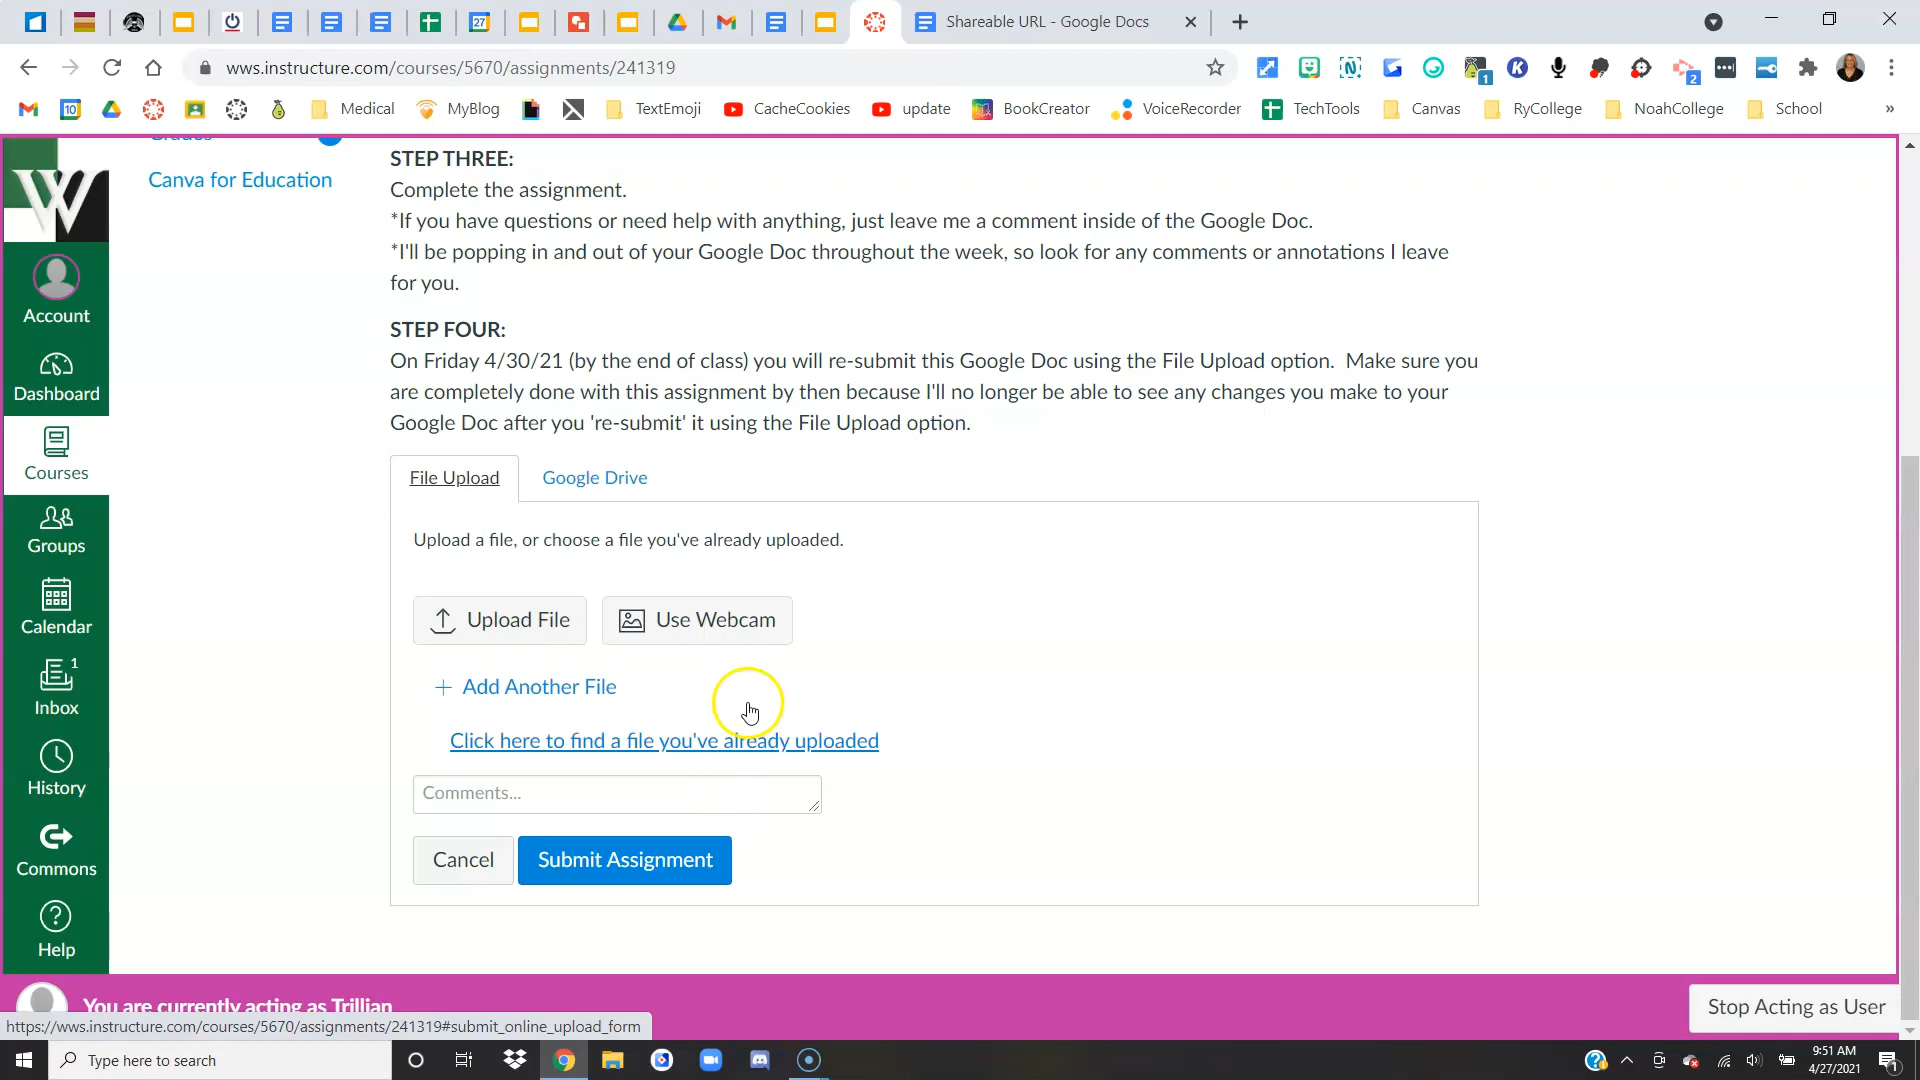 Shareable URL - Google Docs
wws.instructure.com/courses/5670/assignments/241319
Medical
MyBlog
TextEmoji
CacheCookies
update
BookCreator
VoiceRecorder
TechTools
Canvas
RyCollege
NoahCollege
School
»
Grades
Canva for Education
W
Account
Dashboard
Courses
Groups
Calendar
1
Inbox
History
Commons
Help
STEP THREE:
Complete the assignment.
*If you have questions or need help with anything, just leave me a comment inside of the Google Doc.
*I'll be popping in and out of your Google Doc throughout the week, so look for any comments or annotations I leave
for you.
STEP FOUR:
On Friday 4/30/21 (by the end of class) you will re-submit this Google Doc using the File Upload option.  Make sure you
are completely done with this assignment by then because I'll no longer be able to see any changes you make to your
Google Doc after you 're-submit' it using the File Upload option.
File Upload
Google Drive
Upload a file, or choose a file you've already uploaded.
Upload File
Use Webcam
+ Add Another File
Click here to find a file you've already uploaded
Comments...
Cancel
Submit Assignment
You are currently acting as Trillian
Stop Acting as User
https://wws.instructure.com/courses/5670/assignments/241319#submit_online_upload_form
Type here to search
9:51 AM
4/27/2021